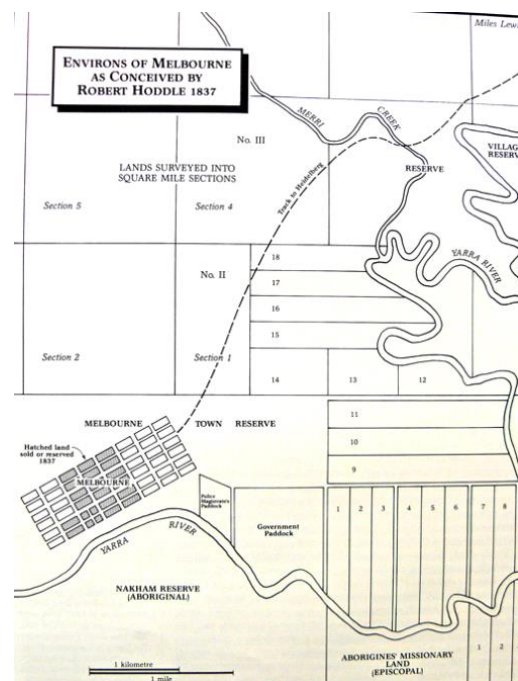 Miles Lew
ENVIRONS OF MELBOURNE
AS CONCEIVED BY
ROBERT HODDLE 1837
MERRI
CREEK
No. III
LANDS SURVEYED INTO
SQUARE MILE SECTIONS
VILLAG
RESERV
RESERVE
Track to Heidelberg
Section 5
Section 4
18
YARRA RIVER
No. II
17
16
15
Section 2
Section 1
14
13
12
11
MELBOURNE
TOWN RESERVE
Hatched land
sold or reserved
1837
10
MELBOURNE
9
Police
Magistrate's
Paddock
1
2
3
4
5
6
7
8
Government
Paddock
YARRA
RIVER
NAKHAM RESERVE
(ABORIGINAL)
1
2
ABORIGINES' MISSIONARY
LAND
(EPISCOPAL)
1 kilometre
1 mile